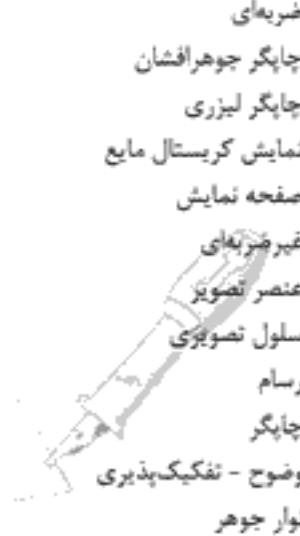 ضربه‌ای
چاپگر جوهرافشان
چاپگر لیزری
نمایش کریستال مایع
صفحه نمایش
غیرضربه‌ای
عنصر تصویر
سلول تصویری
رسام
چاپگر
وضوح - تفکیک‌پذیری
نوار جوهر